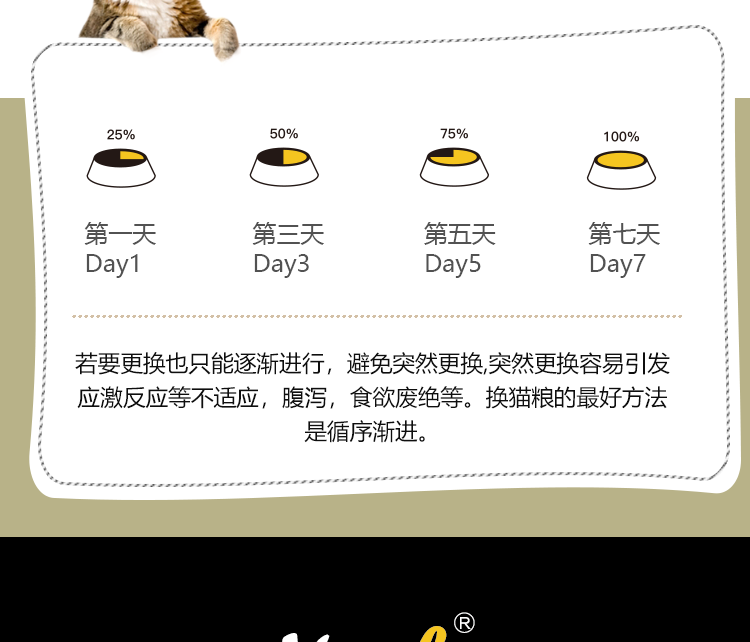 25% 50% 75% 100%
第一天 第三天 第五天 第七天
Day1 Day3 Day5 Day7
若要更换也只能逐渐进行，避免突然更换,突然更换容易引发
应激反应等不适应，腹泻，食欲废绝等。换猫粮的最好方法
是循序渐进。
®